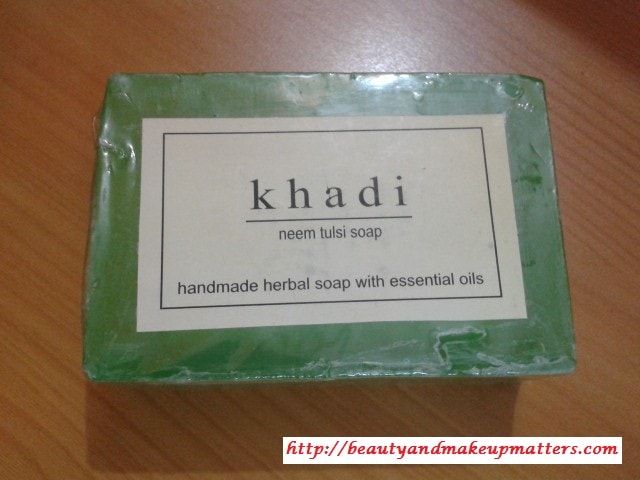 khadi
neem tulsi soap
handmade herbal soap with essential oils
http://beautyandmakeupmatters.com